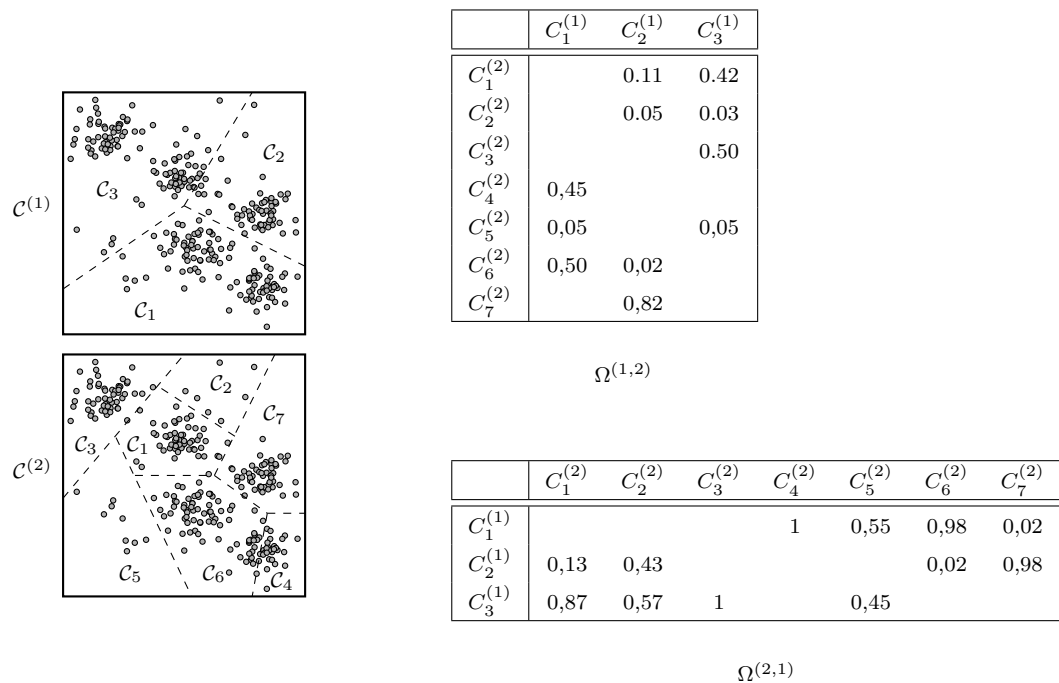 C^{(1)}
C_2
C_3
C_1
C^{(2)}
C_2
C_7
C_3 C_1
C_5 C_6 C_4
C_1^{(1)} C_2^{(1)} C_3^{(1)}
C_1^{(2)} 0.11 0.42
C_2^{(2)} 0.05 0.03
C_3^{(2)} 0.50
C_4^{(2)} 0,45
C_5^{(2)} 0,05 0,05
C_6^{(2)} 0,50 0,02
C_7^{(2)} 0,82
Ω^{(1,2)}
C_1^{(2)} C_2^{(2)} C_3^{(2)} C_4^{(2)} C_5^{(2)} C_6^{(2)} C_7^{(2)}
C_1^{(1)} 1 0,55 0,98 0,02
C_2^{(1)} 0,13 0,43 0,02 0,98
C_3^{(1)} 0,87 0,57 1 0,45
Ω^{(2,1)}